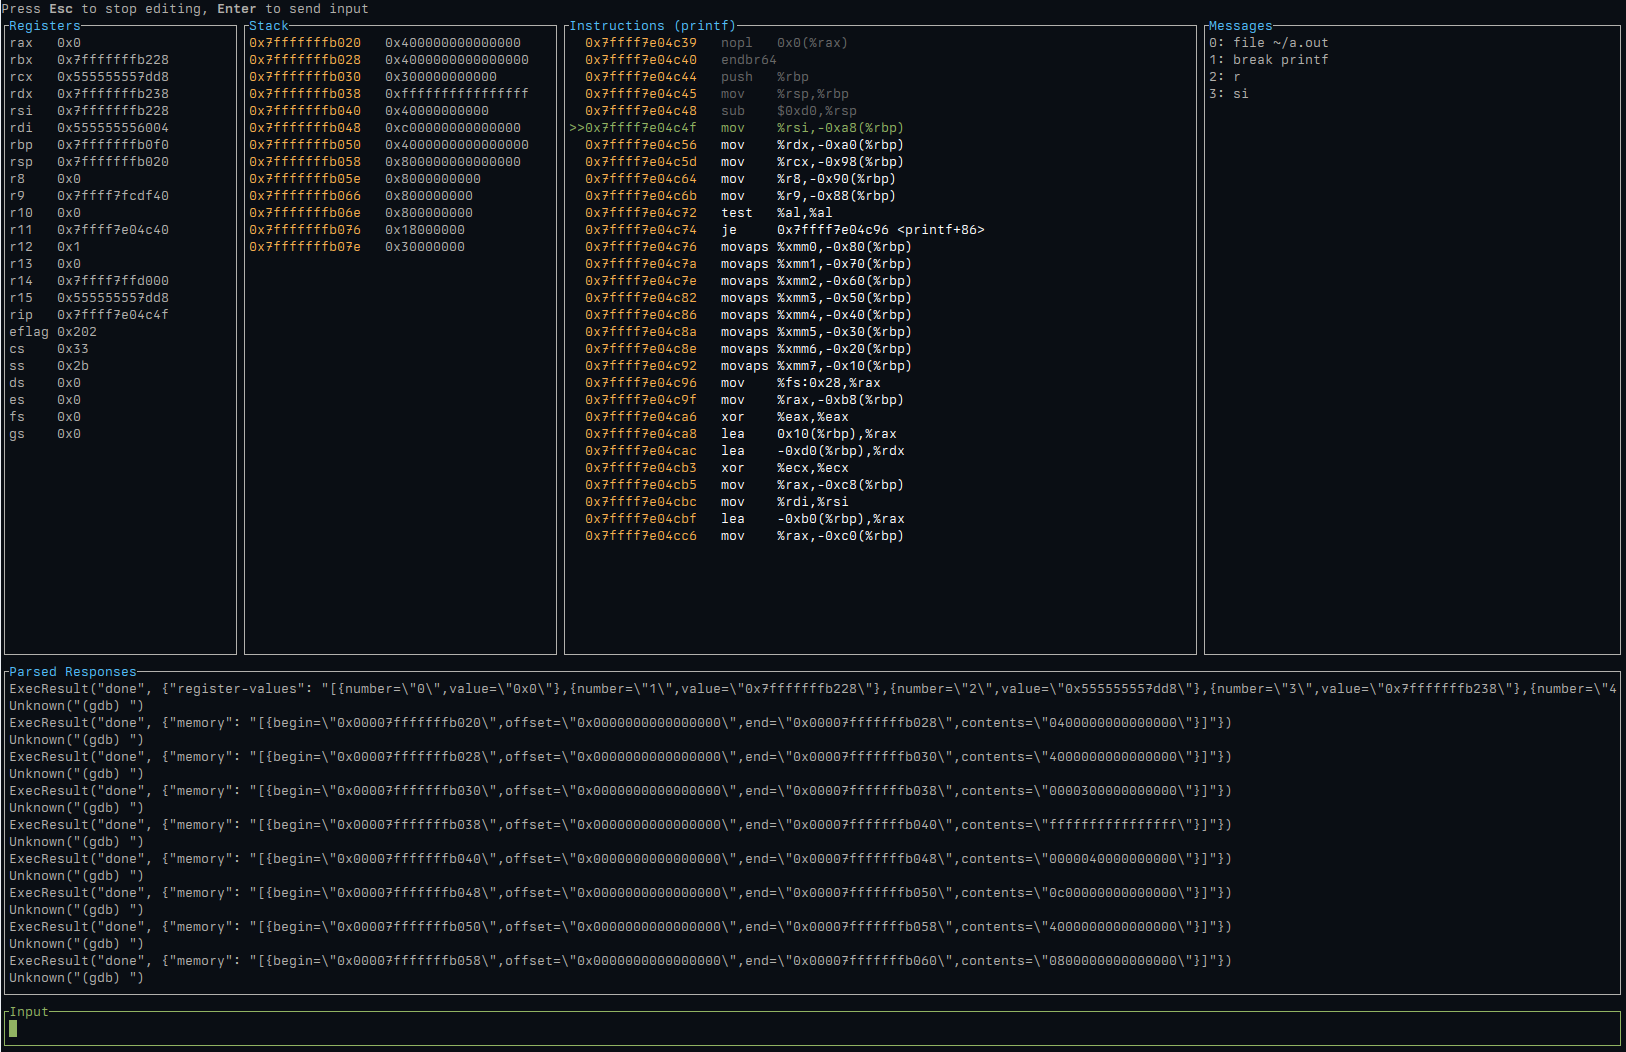 Press Esc to stop editing, Enter to send input
Registers
rax 0x0
rbx 0x7fffffffb228
rcx 0x555555557dd8
rdx 0x7fffffffb238
rsi 0x7fffffffb228
rdi 0x555555556004
rbp 0x7fffffffb0f0
rsp 0x7fffffffb020
r8 0x0
r9 0x7ffff7fcdf40
r10 0x0
r11 0x7ffff7e04c40
r12 0x1
r13 0x0
r14 0x7ffff7ffd000
r15 0x555555557dd8
rip 0x7ffff7e04c4f
eflag 0x202
cs 0x33
ss 0x2b
ds 0x0
es 0x0
fs 0x0
gs 0x0
Stack
0x7fffffffb020 0x400000000000000
0x7fffffffb028 0x4000000000000000
0x7fffffffb030 0x300000000000
0x7fffffffb038 0xffffffffffffffff
0x7fffffffb040 0x40000000000
0x7fffffffb048 0xc00000000000000
0x7fffffffb050 0x4000000000000000
0x7fffffffb058 0x800000000000000
0x7fffffffb05e 0x8000000000
0x7fffffffb066 0x800000000
0x7fffffffb06e 0x800000000
0x7fffffffb076 0x18000000
0x7fffffffb07e 0x30000000
Instructions (printf)
0x7ffff7e04c39 nopl 0x0(%rax)
0x7ffff7e04c40 endbr64
0x7ffff7e04c44 push %rbp
0x7ffff7e04c45 mov %rsp,%rbp
0x7ffff7e04c48 sub $0xd0,%rsp
>>0x7ffff7e04c4f mov %rsi,-0xa8(%rbp)
0x7ffff7e04c56 mov %rdx,-0xa0(%rbp)
0x7ffff7e04c5d mov %rcx,-0x98(%rbp)
0x7ffff7e04c64 mov %r8,-0x90(%rbp)
0x7ffff7e04c6b mov %r9,-0x88(%rbp)
0x7ffff7e04c72 test %al,%al
0x7ffff7e04c74 je 0x7ffff7e04c96 <printf+86>
0x7ffff7e04c76 movaps %xmm0,-0x80(%rbp)
0x7ffff7e04c7a movaps %xmm1,-0x70(%rbp)
0x7ffff7e04c7e movaps %xmm2,-0x60(%rbp)
0x7ffff7e04c82 movaps %xmm3,-0x50(%rbp)
0x7ffff7e04c86 movaps %xmm4,-0x40(%rbp)
0x7ffff7e04c8a movaps %xmm5,-0x30(%rbp)
0x7ffff7e04c8e movaps %xmm6,-0x20(%rbp)
0x7ffff7e04c92 movaps %xmm7,-0x10(%rbp)
0x7ffff7e04c96 mov %fs:0x28,%rax
0x7ffff7e04c9f mov %rax,-0xb8(%rbp)
0x7ffff7e04ca6 xor %eax,%eax
0x7ffff7e04ca8 lea 0x10(%rbp),%rax
0x7ffff7e04cac lea -0xd0(%rbp),%rdx
0x7ffff7e04cb3 xor %ecx,%ecx
0x7ffff7e04cb5 mov %rax,-0xc8(%rbp)
0x7ffff7e04cbc mov %rdi,%rsi
0x7ffff7e04cbf lea -0xb0(%rbp),%rax
0x7ffff7e04cc6 mov %rax,-0xc0(%rbp)
Messages
0: file ~/a.out
1: break printf
2: r
3: si
Parsed Responses
ExecResult("done", {"register-values": "[{number=\"0\",value=\"0x0\"},{number=\"1\",value=\"0x7fffffffb228\"},{number=\"2\",value=\"0x555555557dd8\"},{number=\"3\",value=\"0x7fffffffb238\"},{number=\"4
Unknown("(gdb) ")
ExecResult("done", {"memory": "[{begin=\"0x00007fffffffb020\",offset=\"0x0000000000000000\",end=\"0x00007fffffffb028\",contents=\"0400000000000000\"}]"})
Unknown("(gdb) ")
ExecResult("done", {"memory": "[{begin=\"0x00007fffffffb028\",offset=\"0x0000000000000000\",end=\"0x00007fffffffb030\",contents=\"4000000000000000\"}]"})
Unknown("(gdb) ")
ExecResult("done", {"memory": "[{begin=\"0x00007fffffffb030\",offset=\"0x0000000000000000\",end=\"0x00007fffffffb038\",contents=\"0000300000000000\"}]"})
Unknown("(gdb) ")
ExecResult("done", {"memory": "[{begin=\"0x00007fffffffb038\",offset=\"0x0000000000000000\",end=\"0x00007fffffffb040\",contents=\"ffffffffffffffff\"}]"})
Unknown("(gdb) ")
ExecResult("done", {"memory": "[{begin=\"0x00007fffffffb040\",offset=\"0x0000000000000000\",end=\"0x00007fffffffb048\",contents=\"0000040000000000\"}]"})
Unknown("(gdb) ")
ExecResult("done", {"memory": "[{begin=\"0x00007fffffffb048\",offset=\"0x0000000000000000\",end=\"0x00007fffffffb050\",contents=\"0c00000000000000\"}]"})
Unknown("(gdb) ")
ExecResult("done", {"memory": "[{begin=\"0x00007fffffffb050\",offset=\"0x0000000000000000\",end=\"0x00007fffffffb058\",contents=\"4000000000000000\"}]"})
Unknown("(gdb) ")
ExecResult("done", {"memory": "[{begin=\"0x00007fffffffb058\",offset=\"0x0000000000000000\",end=\"0x00007fffffffb060\",contents=\"0800000000000000\"}]"})
Unknown("(gdb) ")
Input